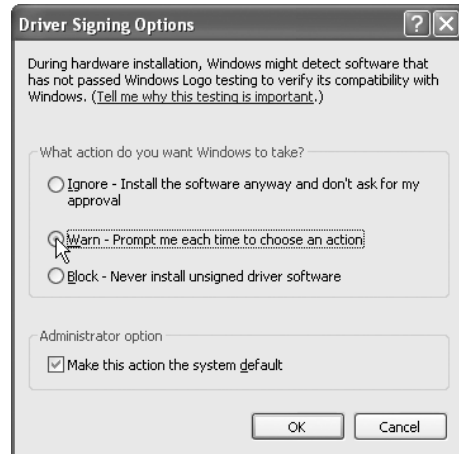 Driver Signing Options
During hardware installation, Windows might detect software that
has not passed Windows Logo testing to verify its compatibility with
Windows. (Tell me why this testing is important.)
What action do you want Windows to take?
Ignore - Install the software anyway and don't ask for my
approval
Warn - Prompt me each time to choose an action
Block - Never install unsigned driver software
Administrator option
Make this action the system default
OK Cancel